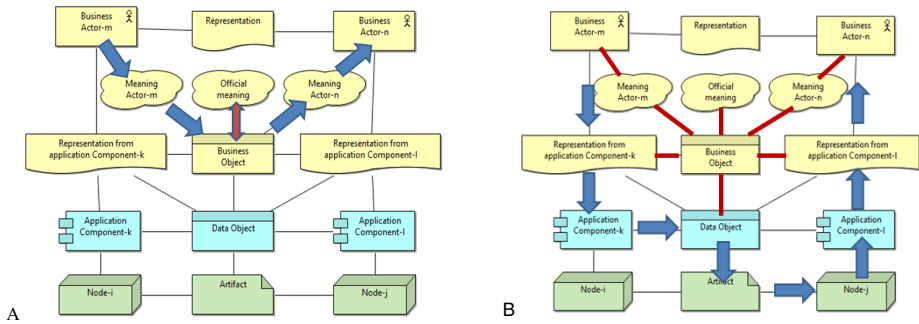 Business
Actor-m
Representation
Business
Actor-n
Meaning
Actor-m
Official
meaning
Meaning
Actor-n
Representation from
application Component-k
Business
Object
Representation from
application Component-l
Application
Component-k
Data Object
Application
Component-l
Node-i
Artifact
Node-j
A
Business
Actor-m
Representation
Business
Actor-n
Meaning
Actor-m
Official
meaning
Meaning
Actor-n
Representation from
application Component-k
Business
Object
Representation from
application Component-l
Application
Component-k
Data Object
Application
Component-l
Node-i
Artifact
Node-j
B